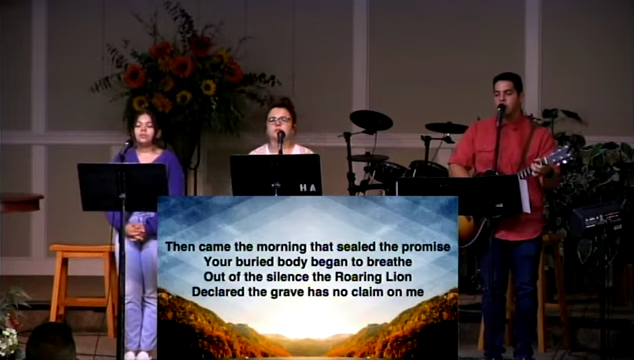 HA
Then came the morning that sealed the promise
Your buried body began to breathe
Out of the silence the Roaring Lion
Declared the grave has no claim on me